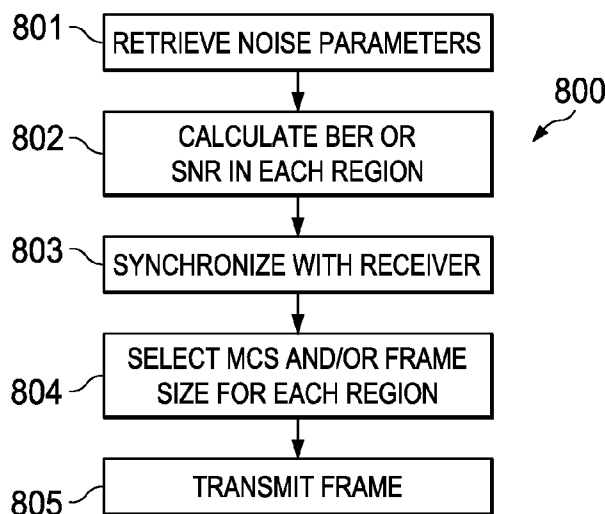 801
RETRIEVE NOISE PARAMETERS
800
802
CALCULATE BER OR
SNR IN EACH REGION
803
SYNCHRONIZE WITH RECEIVER
804
SELECT MCS AND/OR FRAME
SIZE FOR EACH REGION
805
TRANSMIT FRAME